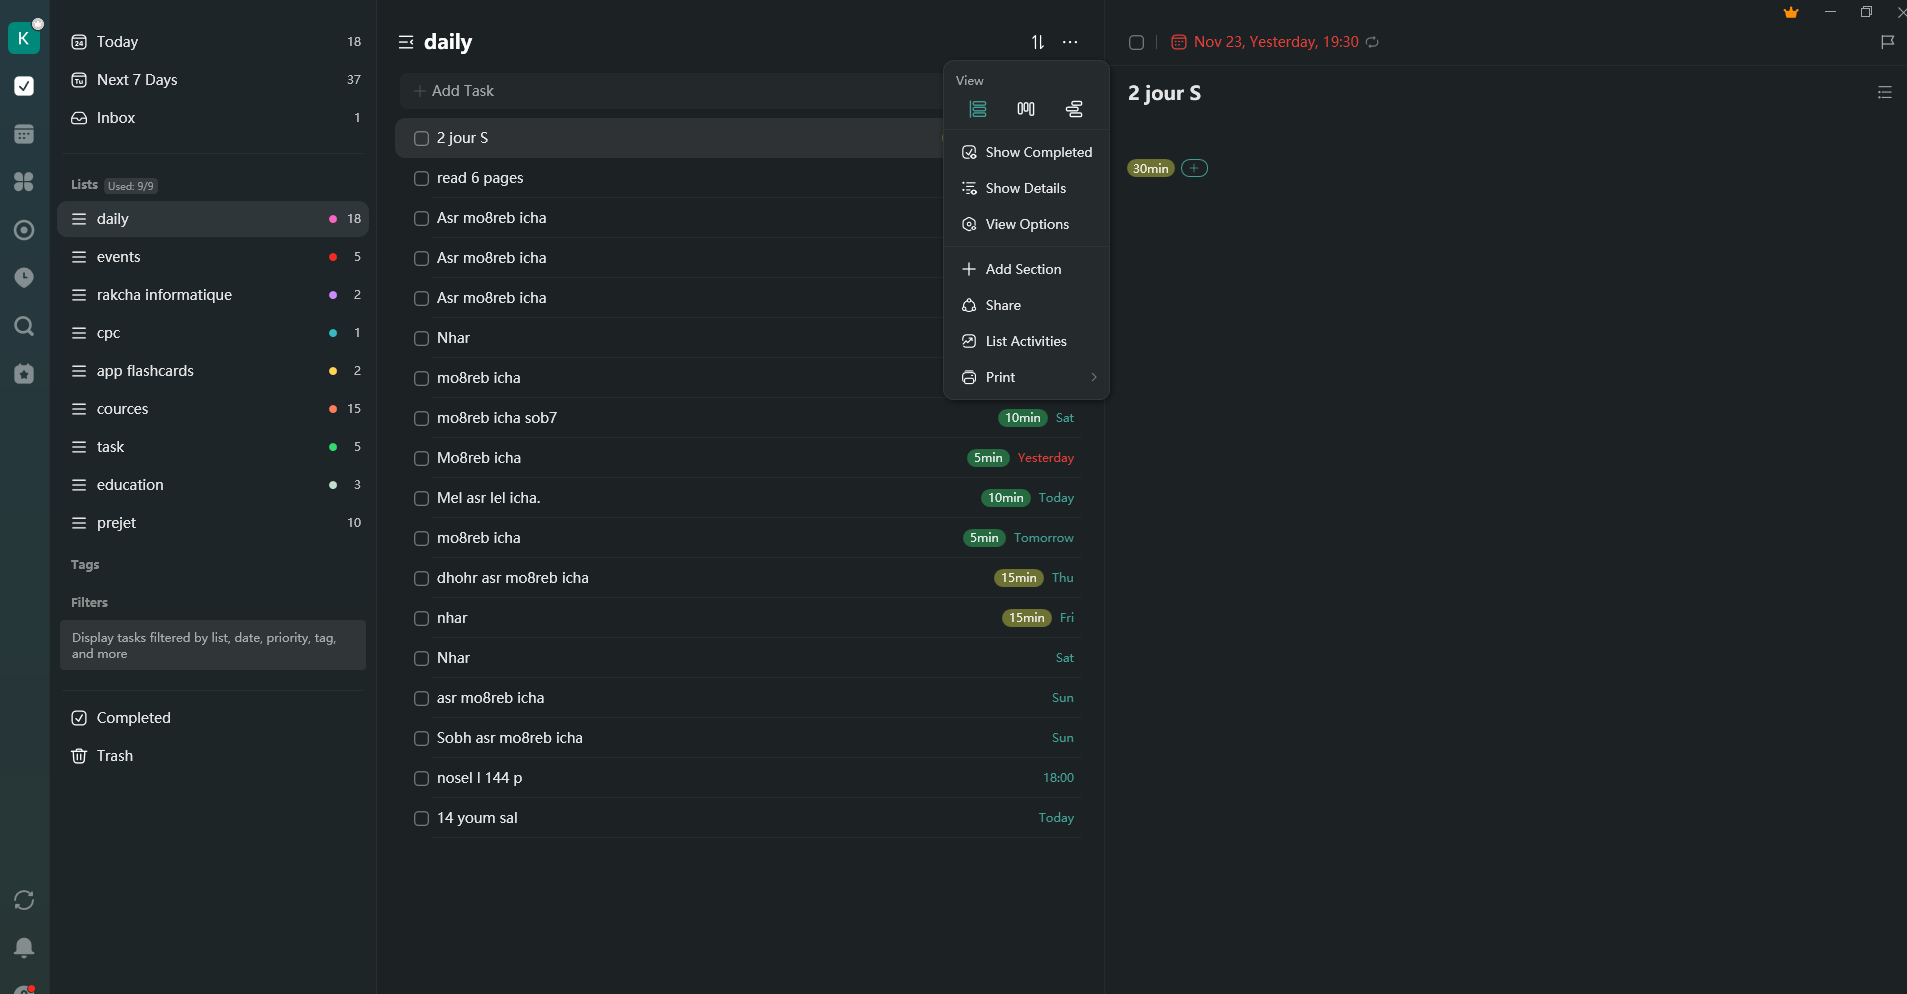 K
24
Today
18
Tu
Next 7 Days
37
Inbox
1
Lists
Used: 9/9
daily
18
events
5
rakcha informatique
2
cpc
1
app flashcards
2
cources
15
task
5
education
3
prejet
10
Tags
Filters
Display tasks filtered by list, date, priority, tag,
and more
Completed
Trash
daily
Add Task
2 jour S
read 6 pages
Asr mo8reb icha
Asr mo8reb icha
Asr mo8reb icha
Nhar
mo8reb icha
mo8reb icha sob7
10min
Sat
Mo8reb icha
5min
Yesterday
Mel asr lel icha.
10min
Today
mo8reb icha
5min
Tomorrow
dhohr asr mo8reb icha
15min
Thu
nhar
15min
Fri
Nhar
Sat
asr mo8reb icha
Sun
Sobh asr mo8reb icha
Sun
nosel l 144 p
18:00
14 youm sal
Today
View
Show Completed
Show Details
View Options
Add Section
Share
List Activities
Print
Nov 23, Yesterday, 19:30
2 jour S
30min